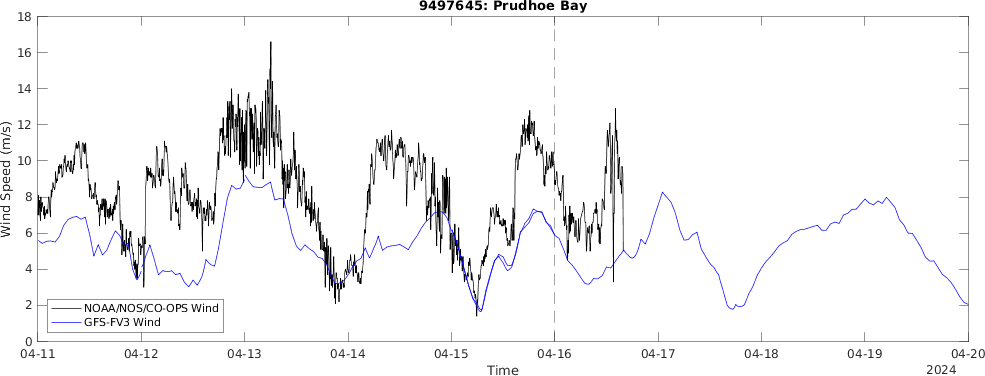 9497645: Prudhoe Bay
18
16
14
12
10
8
6
4
2
0
Wind Speed (m/s)
NOAA/NOS/CO-OPS Wind
GFS-FV3 Wind
04-11 04-12 04-13 04-14 04-15 04-16 04-17 04-18 04-19 04-20
Time
2024